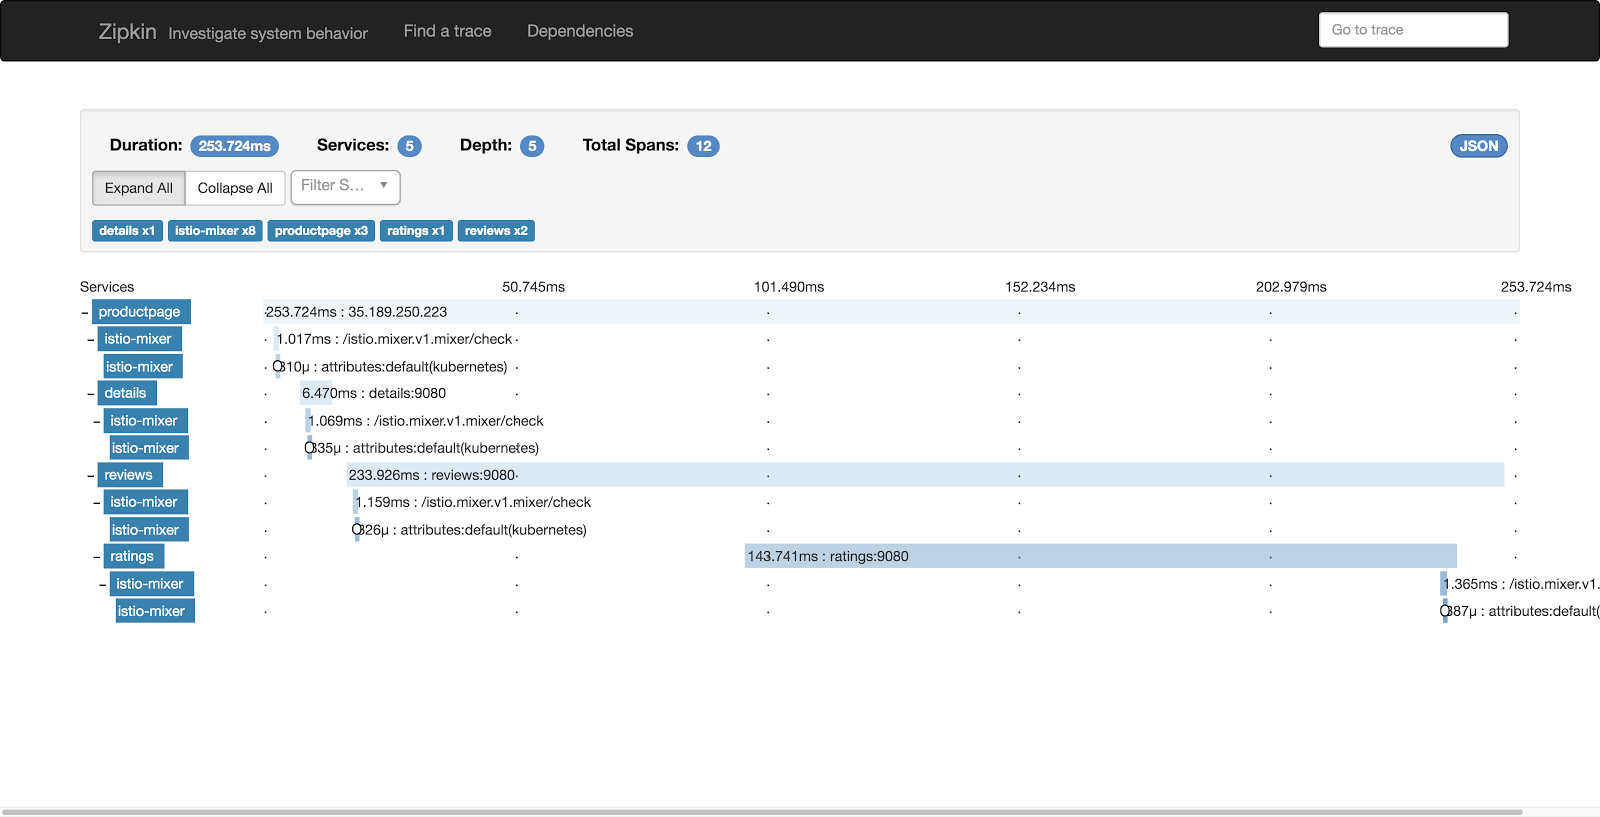 Zipkin Investigate system behavior Find a trace Dependencies Go to trace
Duration: 253.724ms Services: 5 Depth: 5 Total Spans: 12 JSON
Expand All Collapse All Filter S...
details x1 istio-mixer x8 productpage x3 ratings x1 reviews x2
Services 50.745ms 101.490ms 152.234ms 202.979ms 253.724ms
- productpage 253.724ms : 35.189.250.223
- istio-mixer 1.017ms : /istio.mixer.v1.mixer/check
istio-mixer 310µ : attributes:default(kubernetes)
- details 6.470ms : details:9080
- istio-mixer 1.069ms : /istio.mixer.v1.mixer/check
istio-mixer 335µ : attributes:default(kubernetes)
- reviews 233.926ms : reviews:9080
- istio-mixer 1.159ms : /istio.mixer.v1.mixer/check
istio-mixer 326µ : attributes:default(kubernetes)
- ratings 143.741ms : ratings:9080
- istio-mixer 1.365ms : /istio.mixer.v1.
istio-mixer 387µ : attributes:default(